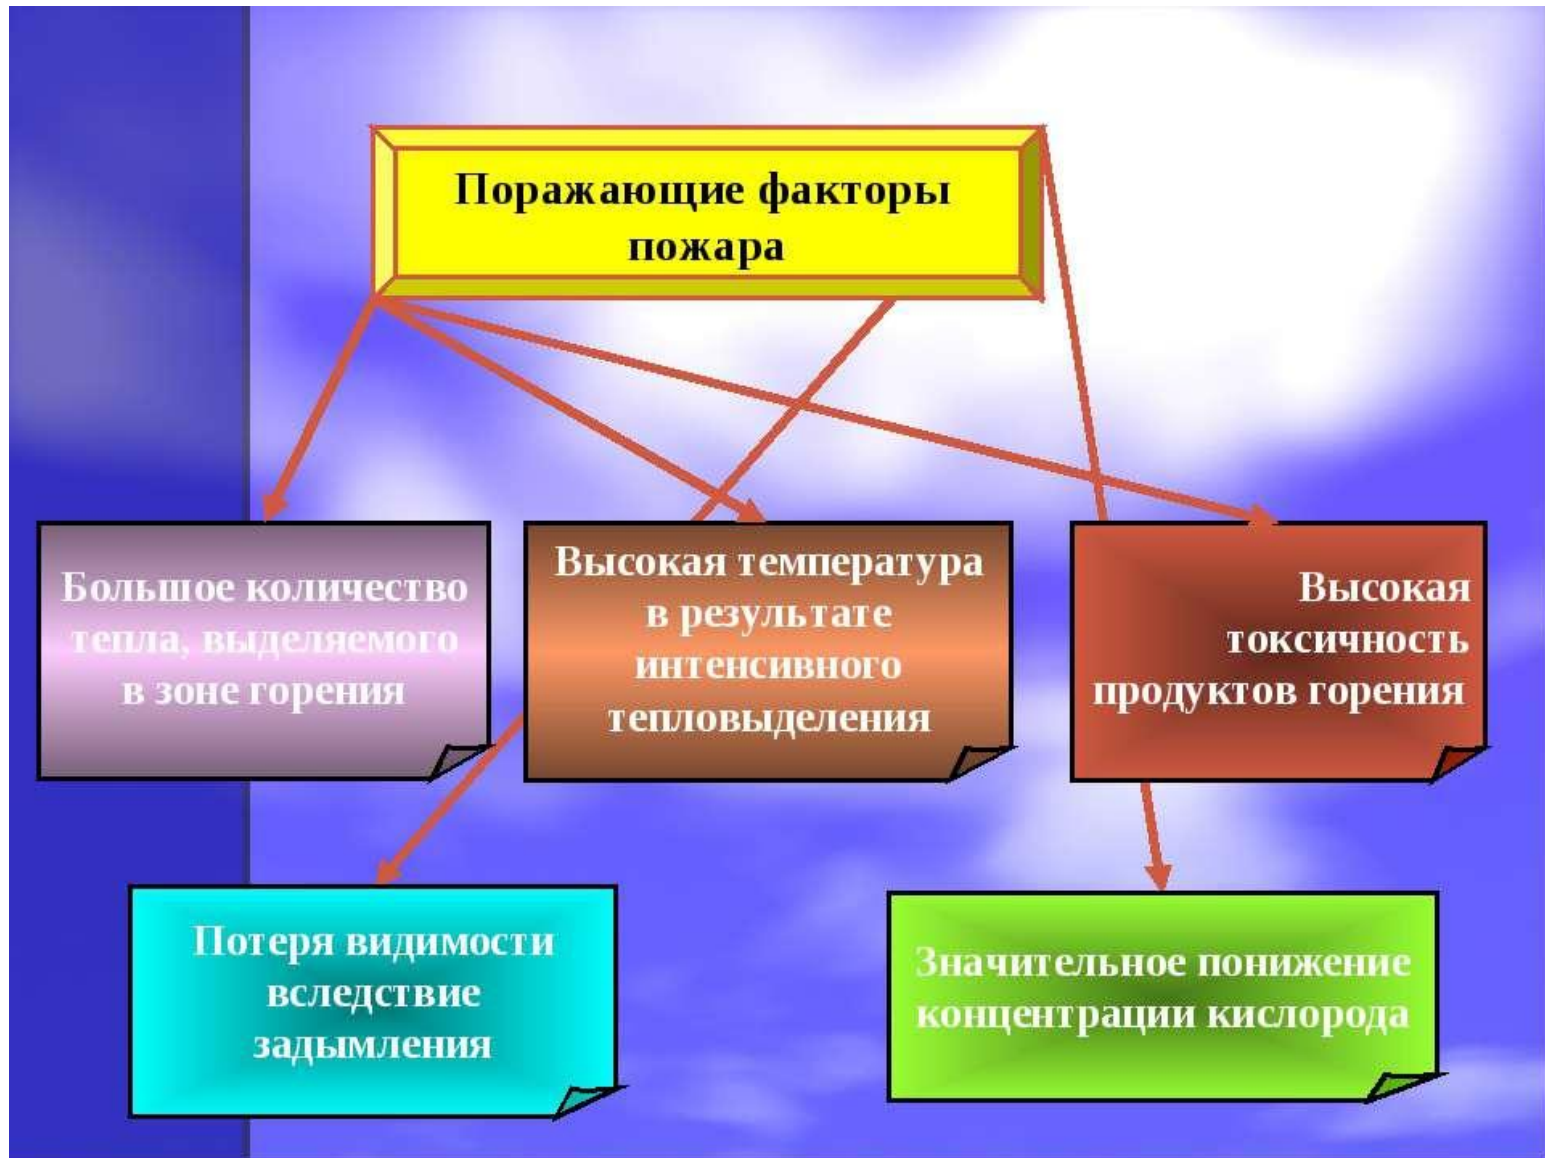 Поражающие факторы
пожара
Большое количество
тепла, выделяемого
в зоне горения
Высокая температура
в результате
интенсивного
тепловыделения
Высокая
токсичность
продуктов горения
Потеря видимости
вследствие
задымления
Значительное понижение
концентрации кислорода